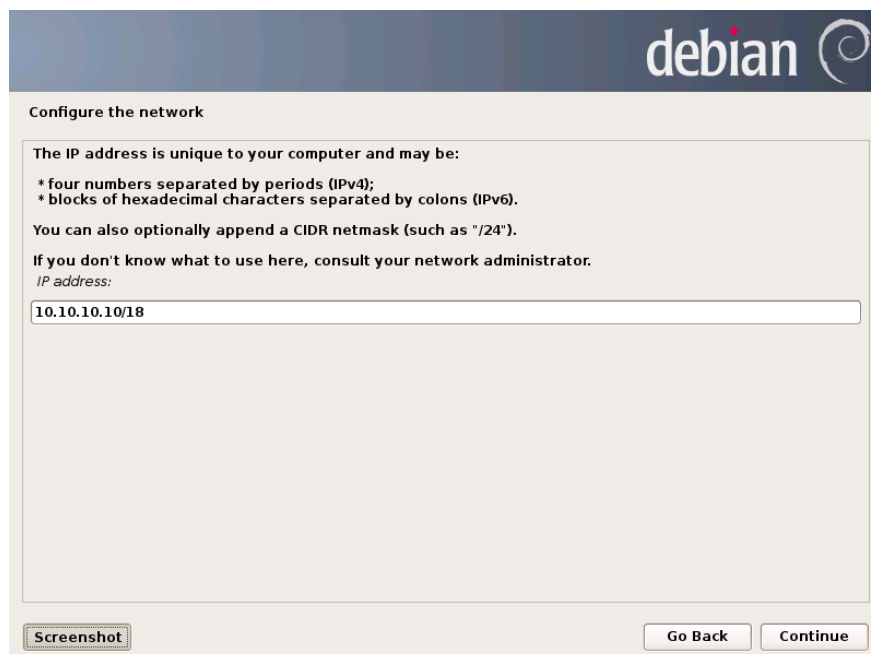 debian
Configure the network
The IP address is unique to your computer and may be:
* four numbers separated by periods (IPv4);
* blocks of hexadecimal characters separated by colons (IPv6).
You can also optionally append a CIDR netmask (such as "/24").
If you don't know what to use here, consult your network administrator.
IP address:
10.10.10.10/18
Screenshot
Go Back
Continue